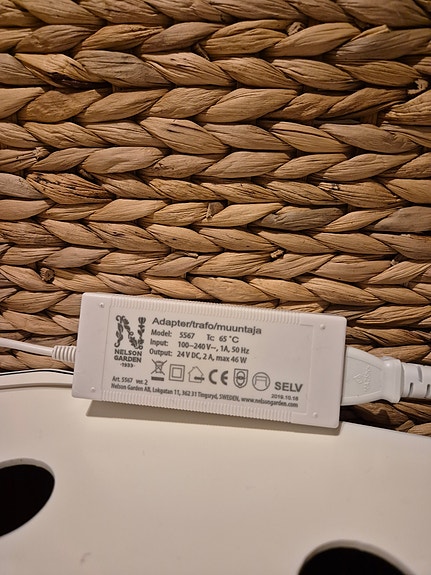 NELSON
GARDEN
-1933-
Adapter/trafo/muuntaja
Model: 5567 Tc 65˚C
Input: 100–240 V~, 1A, 50 Hz
Output: 24V DC, 2 A, max 46 W
CE
SELV
2019.10.18
Art. 5567 ver. 2
Nelson Garden AB, Lokgatan 11, 362 31 Tingsryd, SWEDEN, www.nelsongarden.com